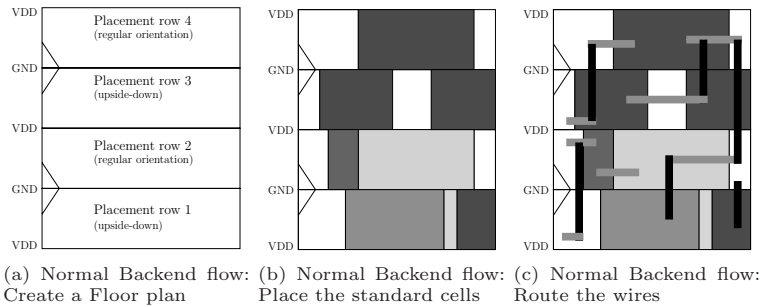 VDD
Placement row 4
(regular orientation)
GND
Placement row 3
(upside-down)
VDD
Placement row 2
(regular orientation)
GND
Placement row 1
(upside-down)
VDD
(a) Normal Backend flow:
Create a Floor plan
VDD
GND
VDD
GND
VDD
(b) Normal Backend flow:
Place the standard cells
VDD
GND
VDD
GND
VDD
(c) Normal Backend flow:
Route the wires